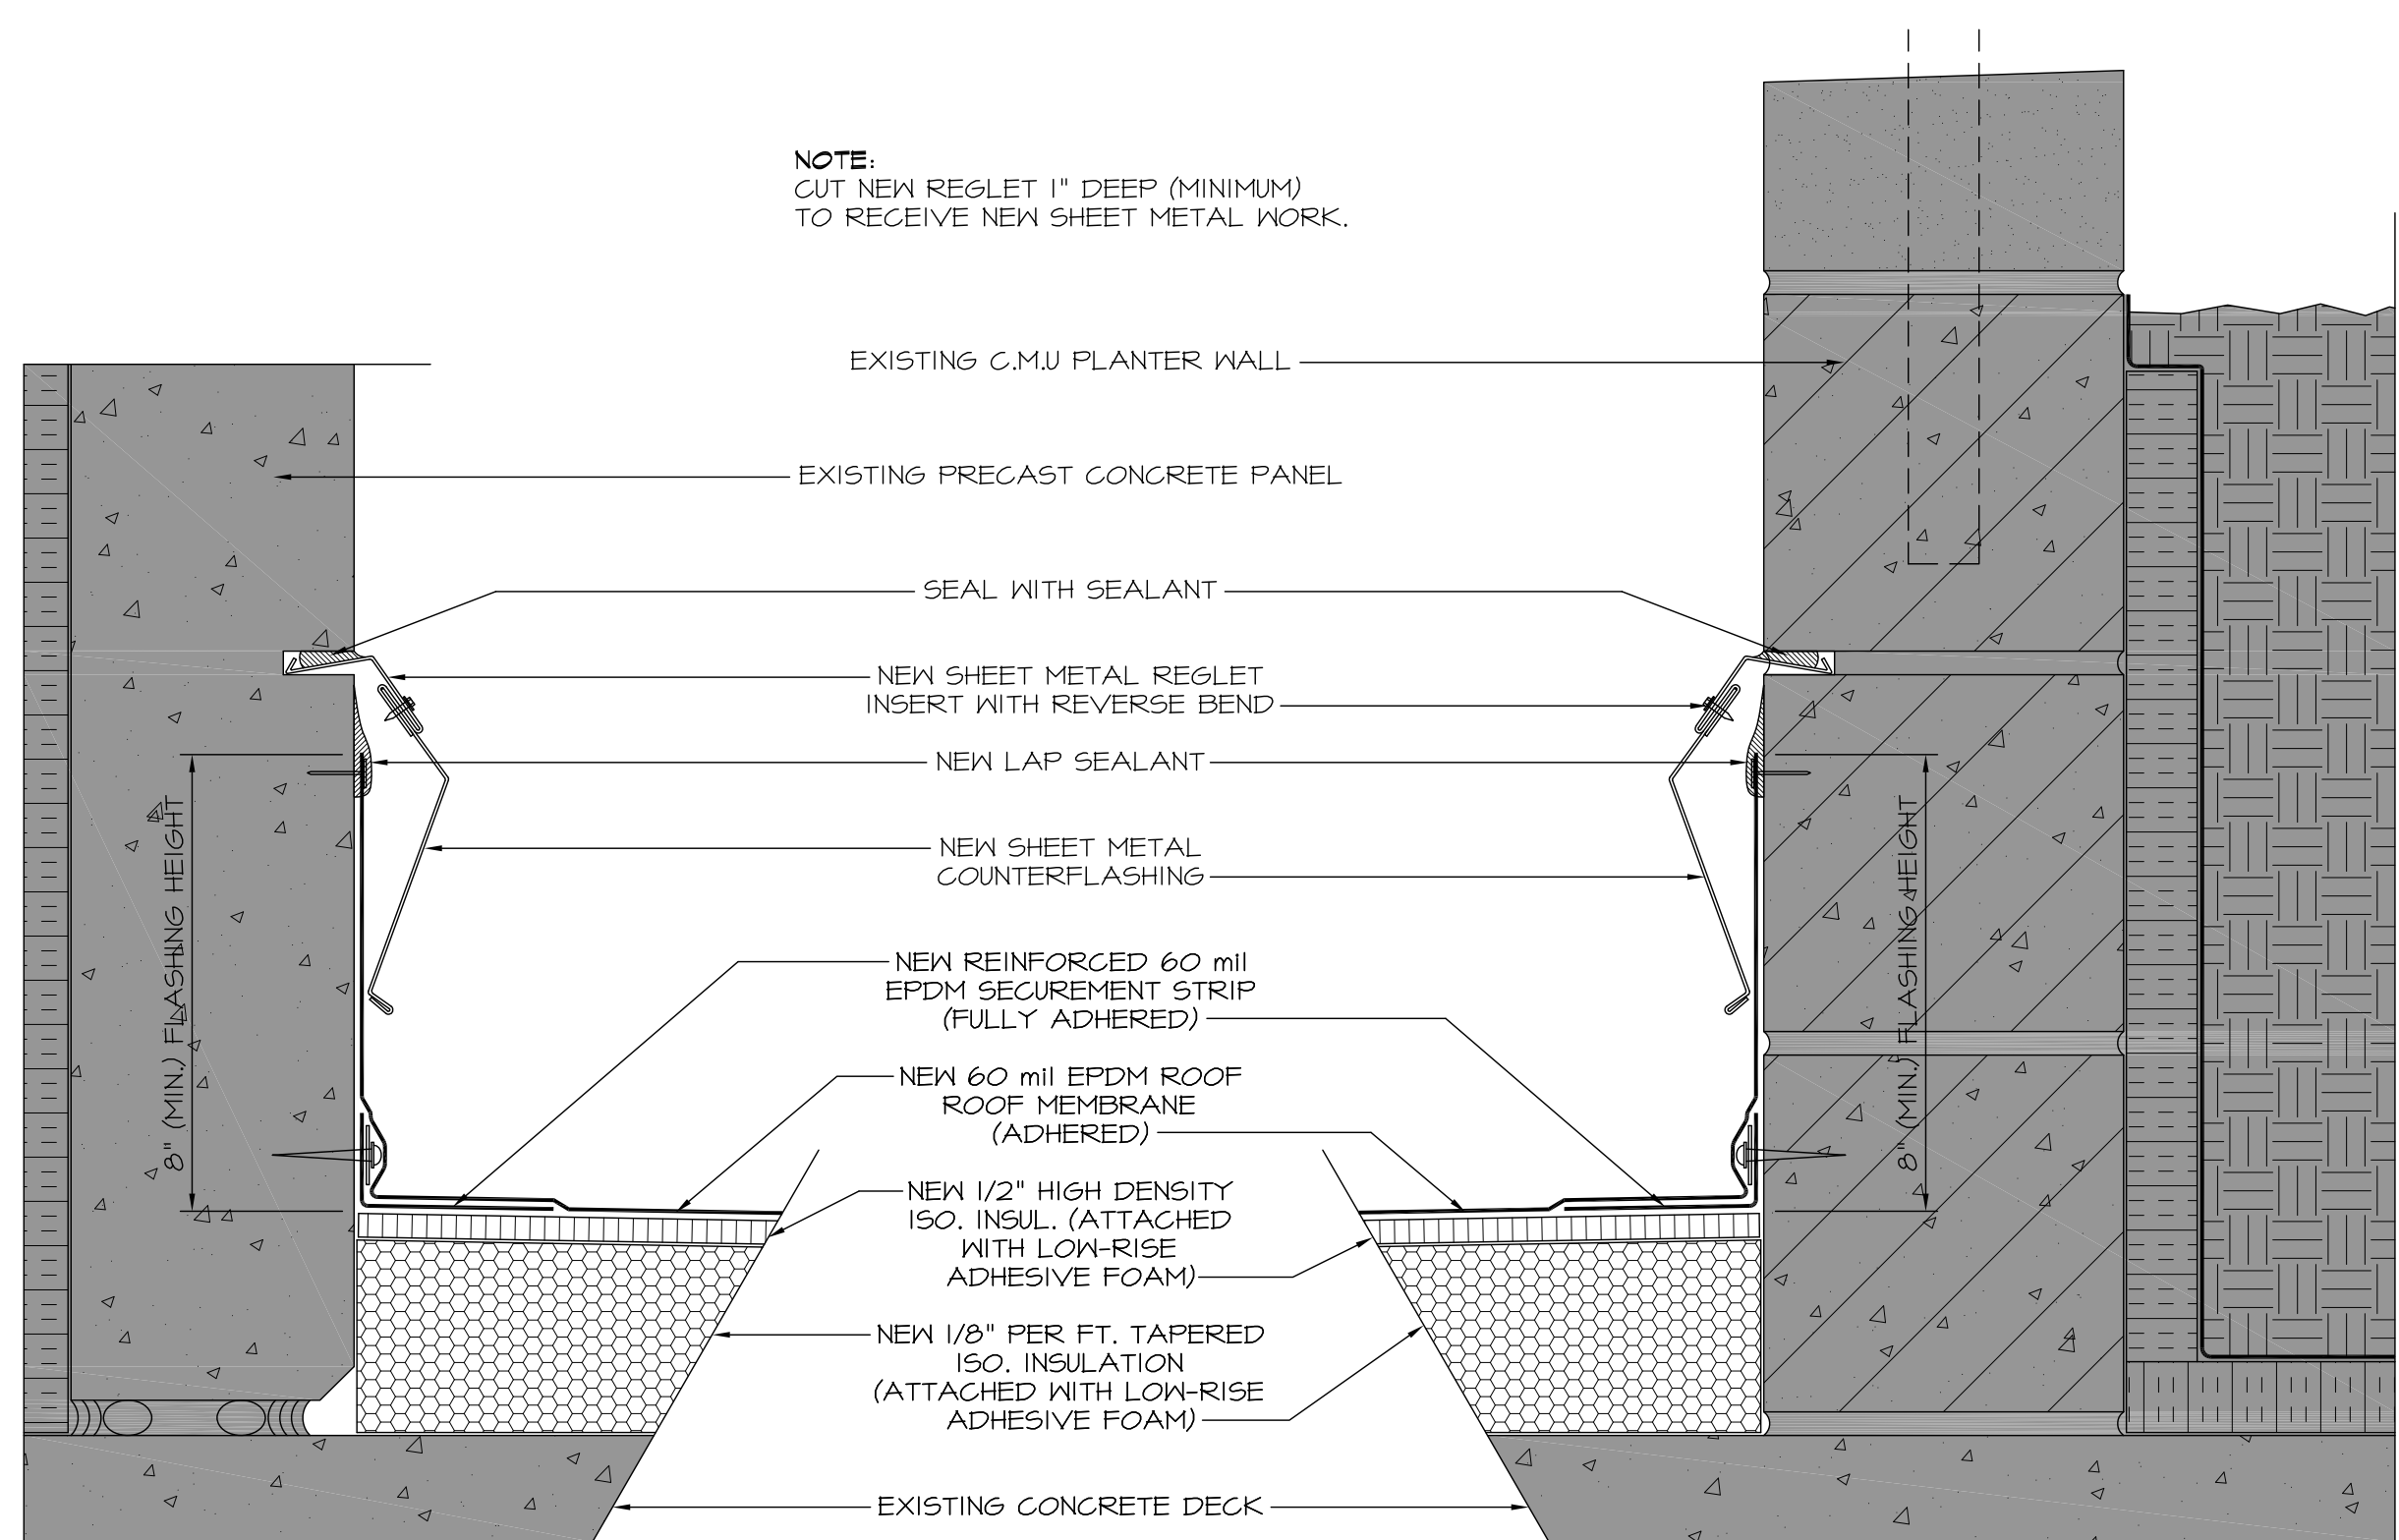 NOTE:
CUT NEW REGLET 1" DEEP (MINIMUM)
TO RECEIVE NEW SHEET METAL WORK.
EXISTING C.M.U PLANTER WALL
EXISTING PRECAST CONCRETE PANEL
SEAL WITH SEALANT
NEW SHEET METAL REGLET
INSERT WITH REVERSE BEND
NEW LAP SEALANT
NEW SHEET METAL
COUNTERFLASHING
8" (MIN.) FLASHING HEIGHT
8" (MIN.) FLASHING HEIGHT
NEW REINFORCED 60 mil
EPDM SECUREMENT STRIP
(FULLY ADHERED)
NEW 60 mil EPDM ROOF
ROOF MEMBRANE
(ADHERED)
NEW 1/2" HIGH DENSITY
ISO. INSUL. (ATTACHED
WITH LOW-RISE
ADHESIVE FOAM)
NEW 1/8" PER FT. TAPERED
ISO. INSULATION
(ATTACHED WITH LOW-RISE
ADHESIVE FOAM)
EXISTING CONCRETE DECK